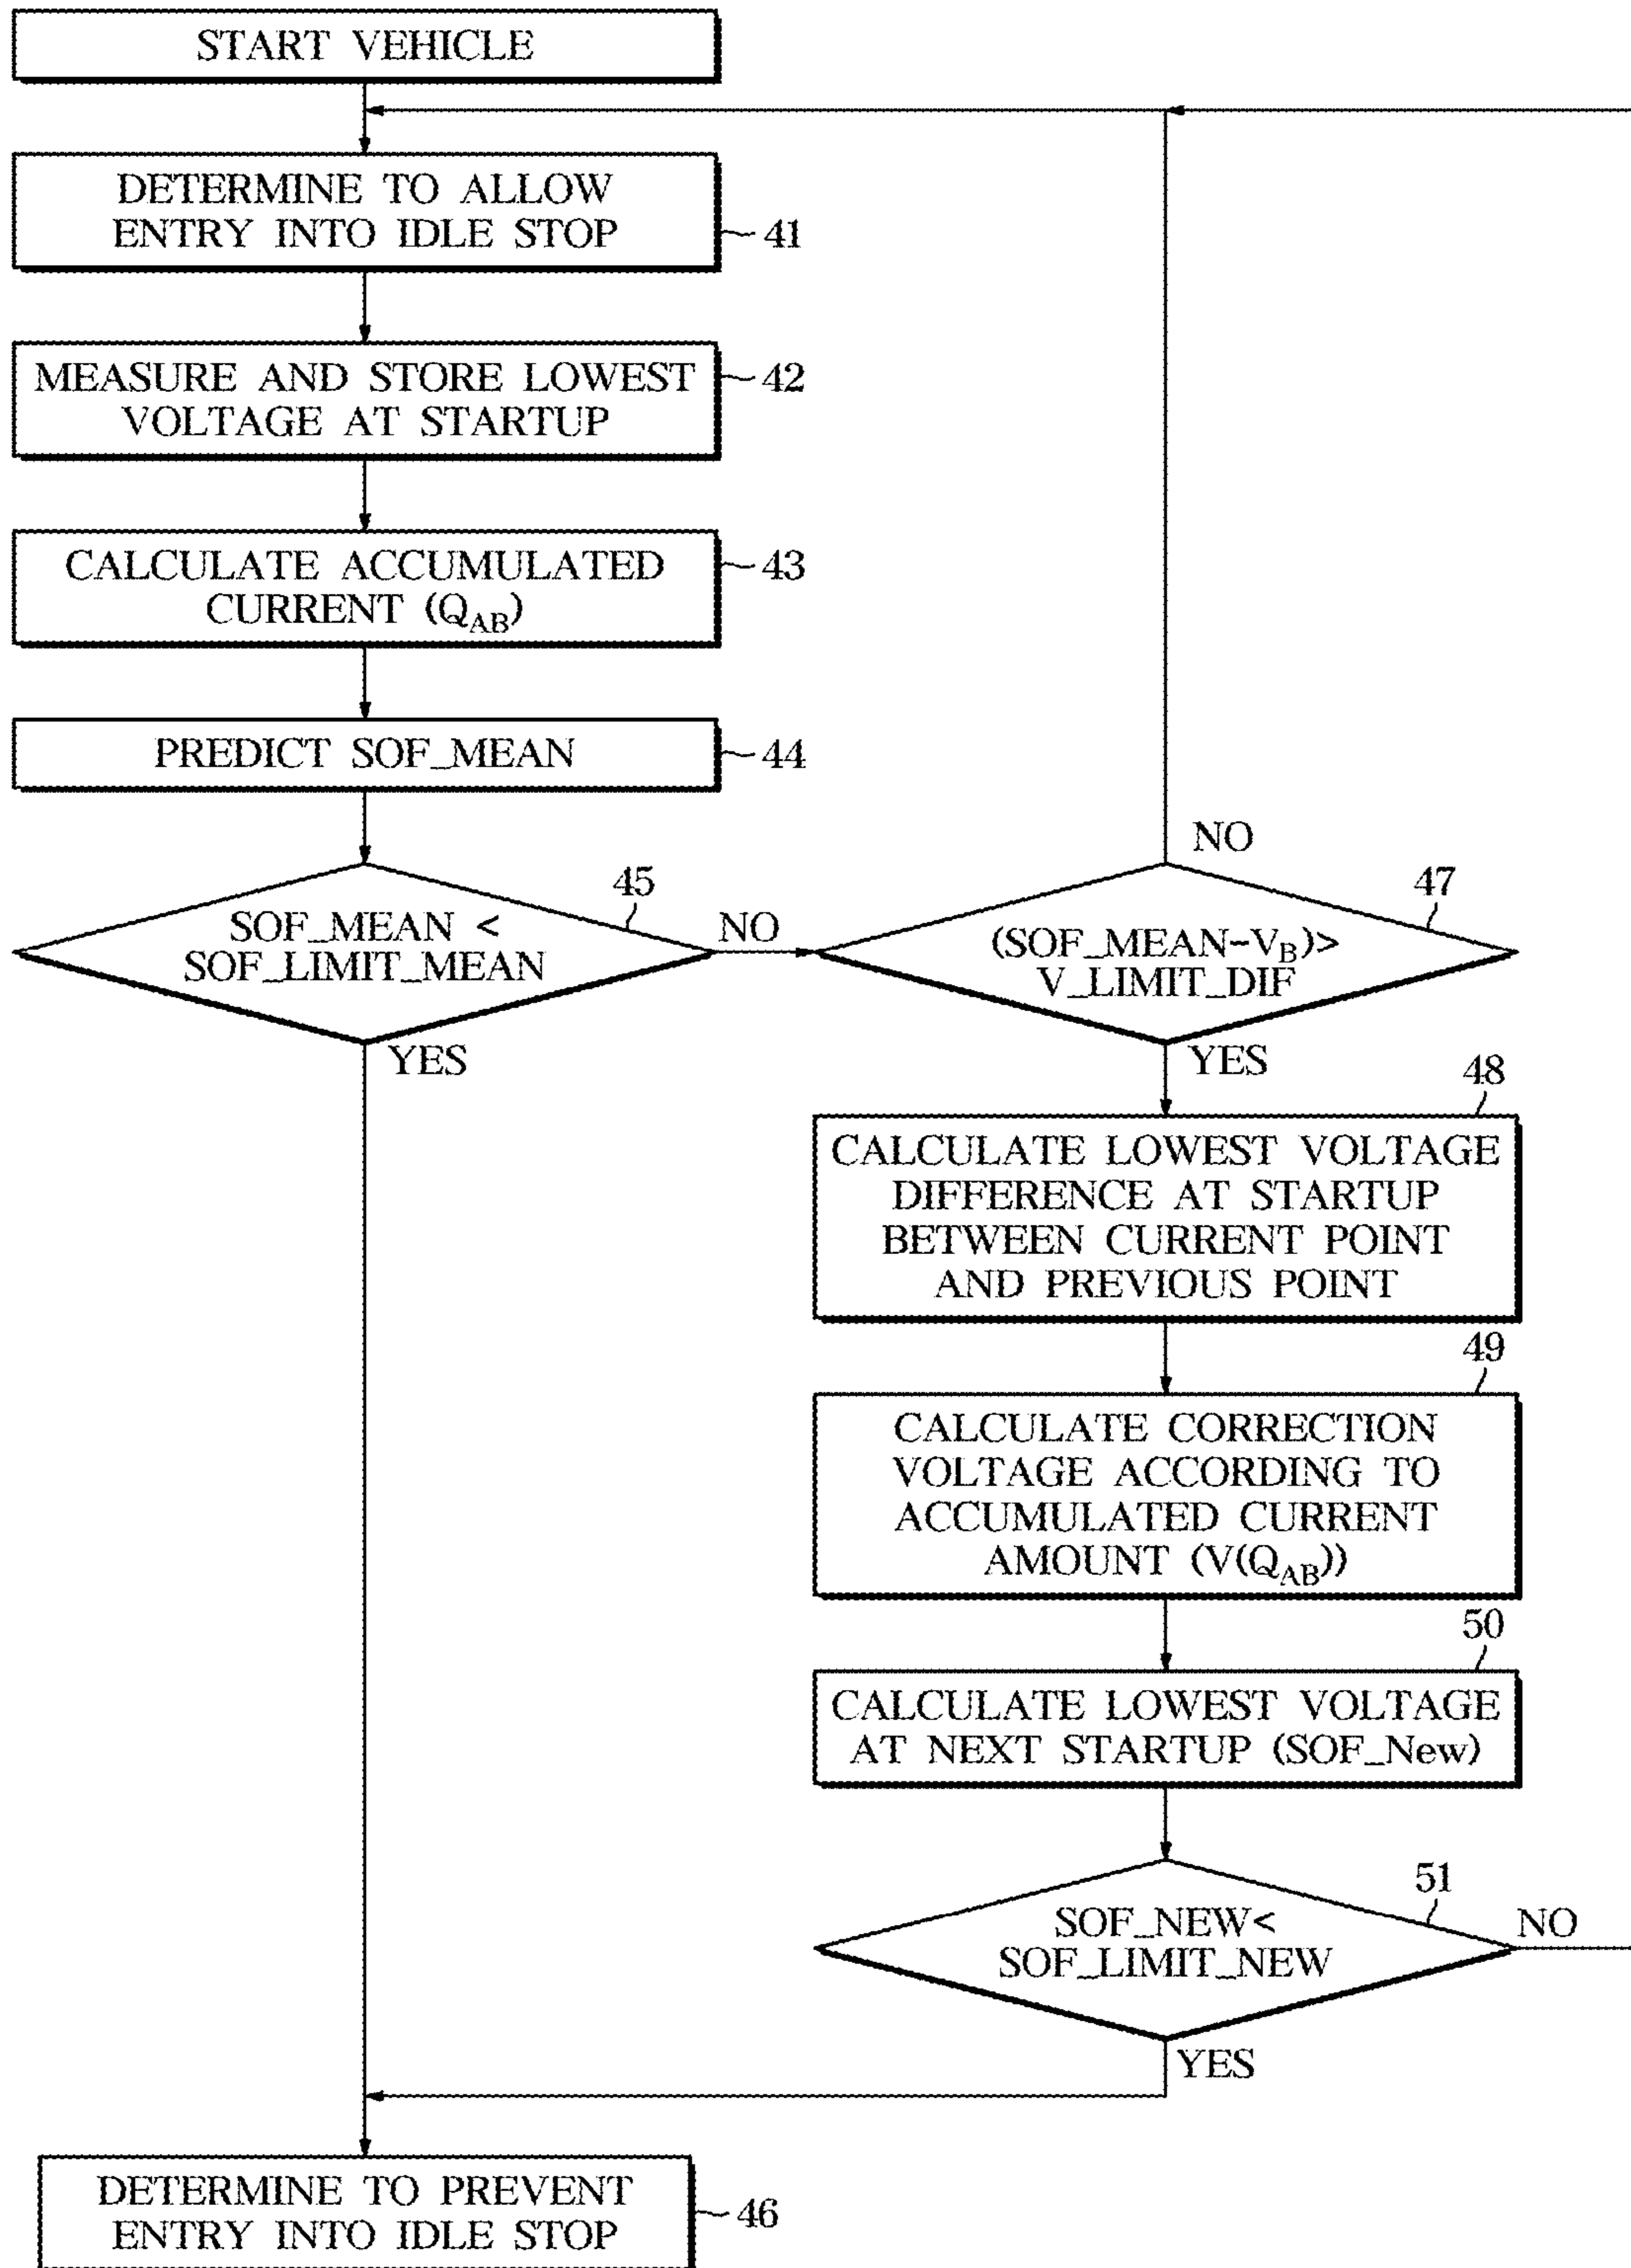 START VEHICLE
DETERMINE TO ALLOW
ENTRY INTO IDLE STOP
41
MEASURE AND STORE LOWEST
VOLTAGE AT STARTUP
42
CALCULATE ACCUMULATED
CURRENT (QAB)
43
PREDICT SOF_MEAN
44
45
SOF_MEAN <
SOF_LIMIT_MEAN
NO
YES
NO
47
(SOF_MEAN-VB)>
V_LIMIT_DIF
YES
48
CALCULATE LOWEST VOLTAGE
DIFFERENCE AT STARTUP
BETWEEN CURRENT POINT
AND PREVIOUS POINT
49
CALCULATE CORRECTION
VOLTAGE ACCORDING TO
ACCUMULATED CURRENT
AMOUNT (V(QAB))
50
CALCULATE LOWEST VOLTAGE
AT NEXT STARTUP (SOF_New)
51
SOF_NEW<
SOF_LIMIT_NEW
NO
YES
DETERMINE TO PREVENT
ENTRY INTO IDLE STOP
46